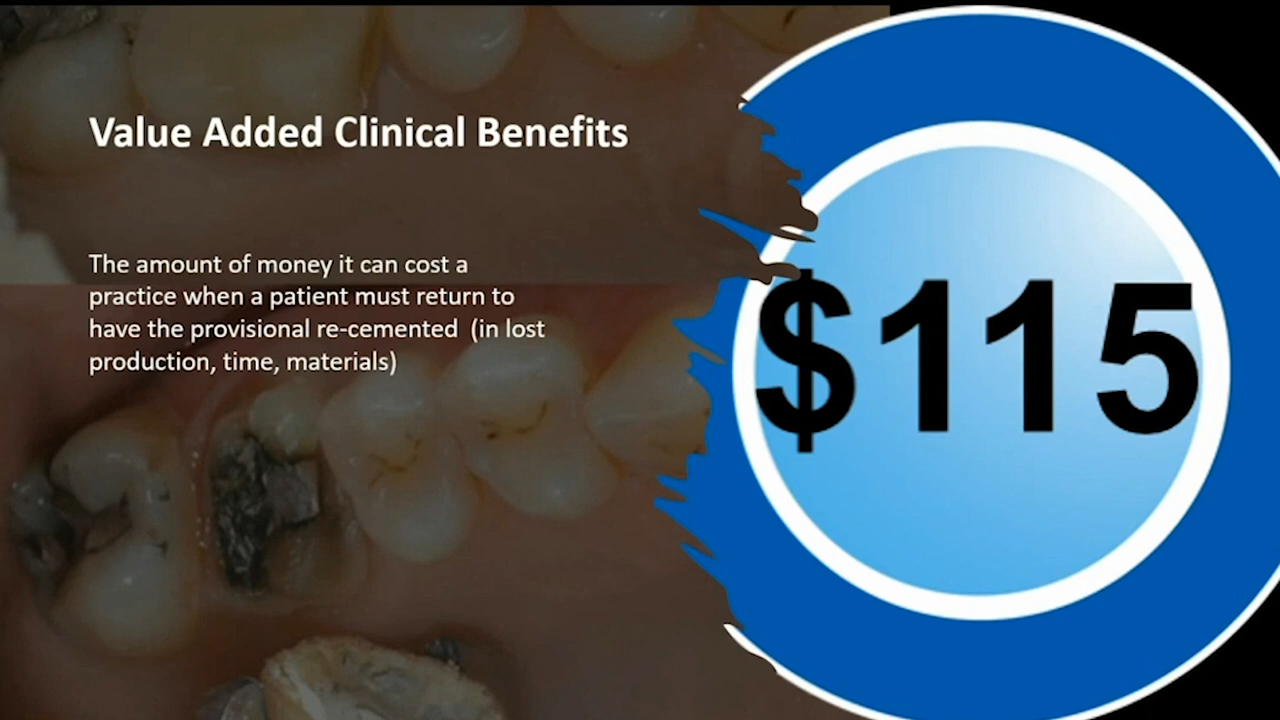 Value Added Clinical Benefits
The amount of money it can cost a
practice when a patient must return to
have the provisional re-cemented (in lost
production, time, materials)
$115